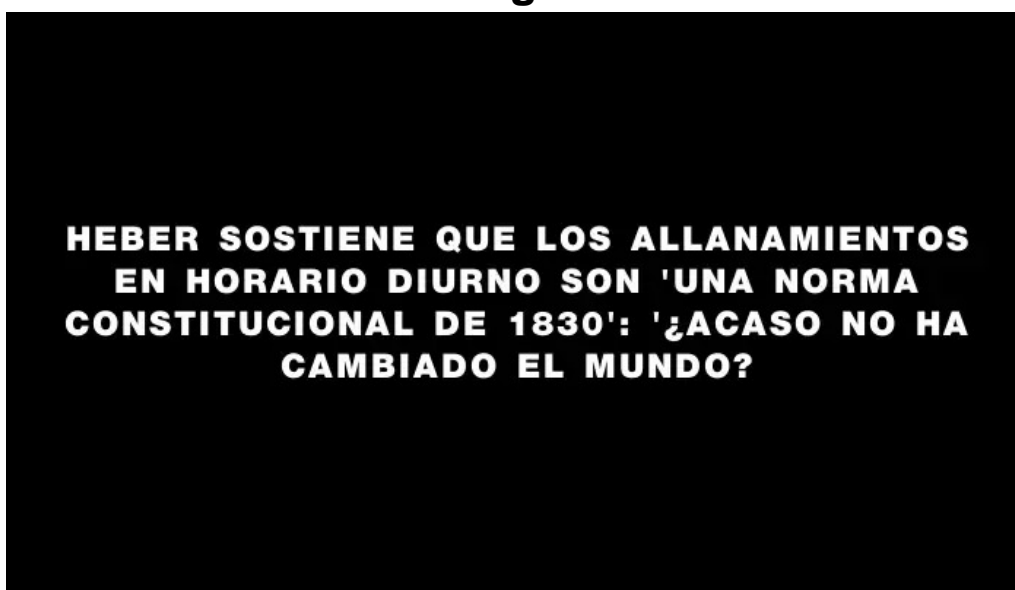 HEBER SOSTIENE QUE LOS ALLANAMIENTOS
EN HORARIO DIURNO SON 'UNA NORMA
CONSTITUCIONAL DE 1830': '¿ACASO NO HA
CAMBIADO EL MUNDO?